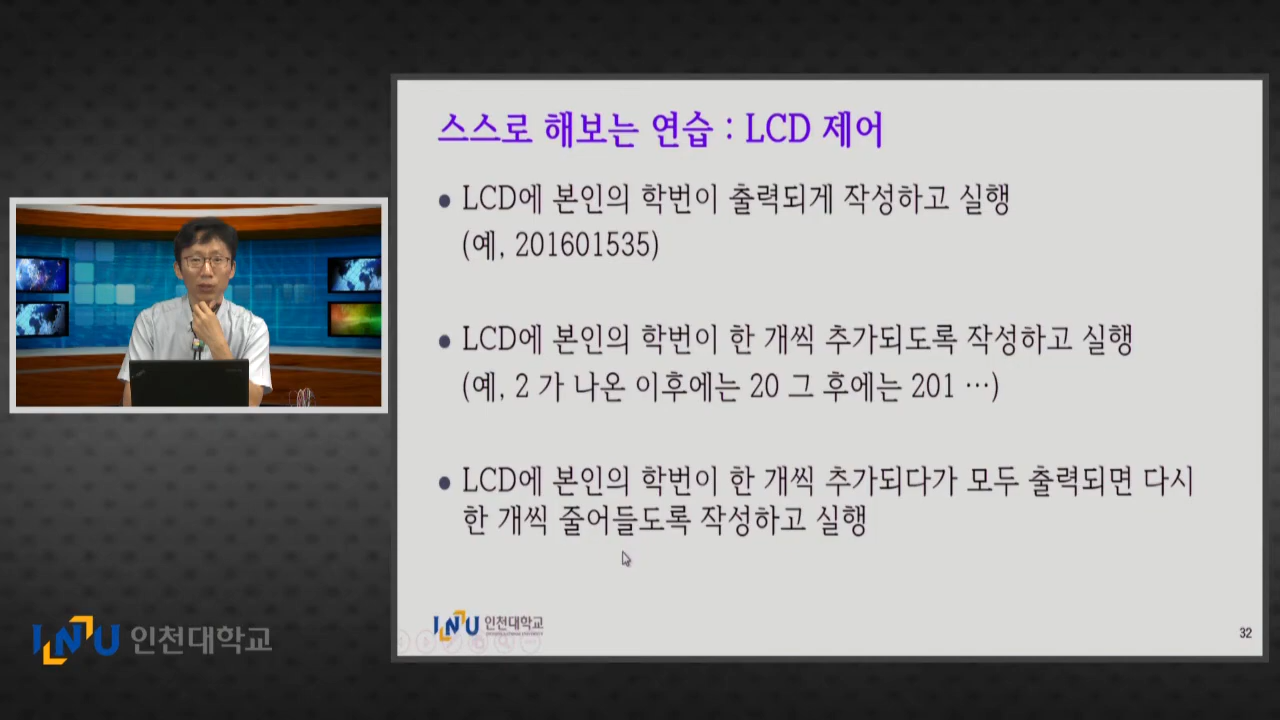 스스로 해보는 연습 : LCD 제어
● LCD에 본인의 학번이 출력되게 작성하고 실행
(예, 201601535)
● LCD에 본인의 학번이 한 개씩 추가되도록 작성하고 실행
(예, 2 가 나온 이후에는 20 그 후에는 201 …)
● LCD에 본인의 학번이 한 개씩 추가되다가 모두 출력되면 다시
한 개씩 줄어들도록 작성하고 실행
INU 인천대학교
32
INU 인천대학교